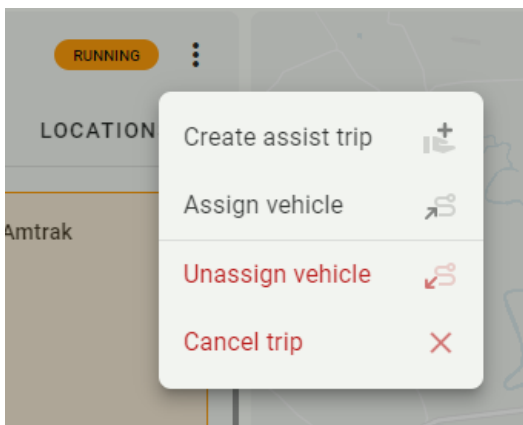 RUNNING
LOCATION
Create assist trip
Assign vehicle
Amtrak
Unassign vehicle
Cancel trip